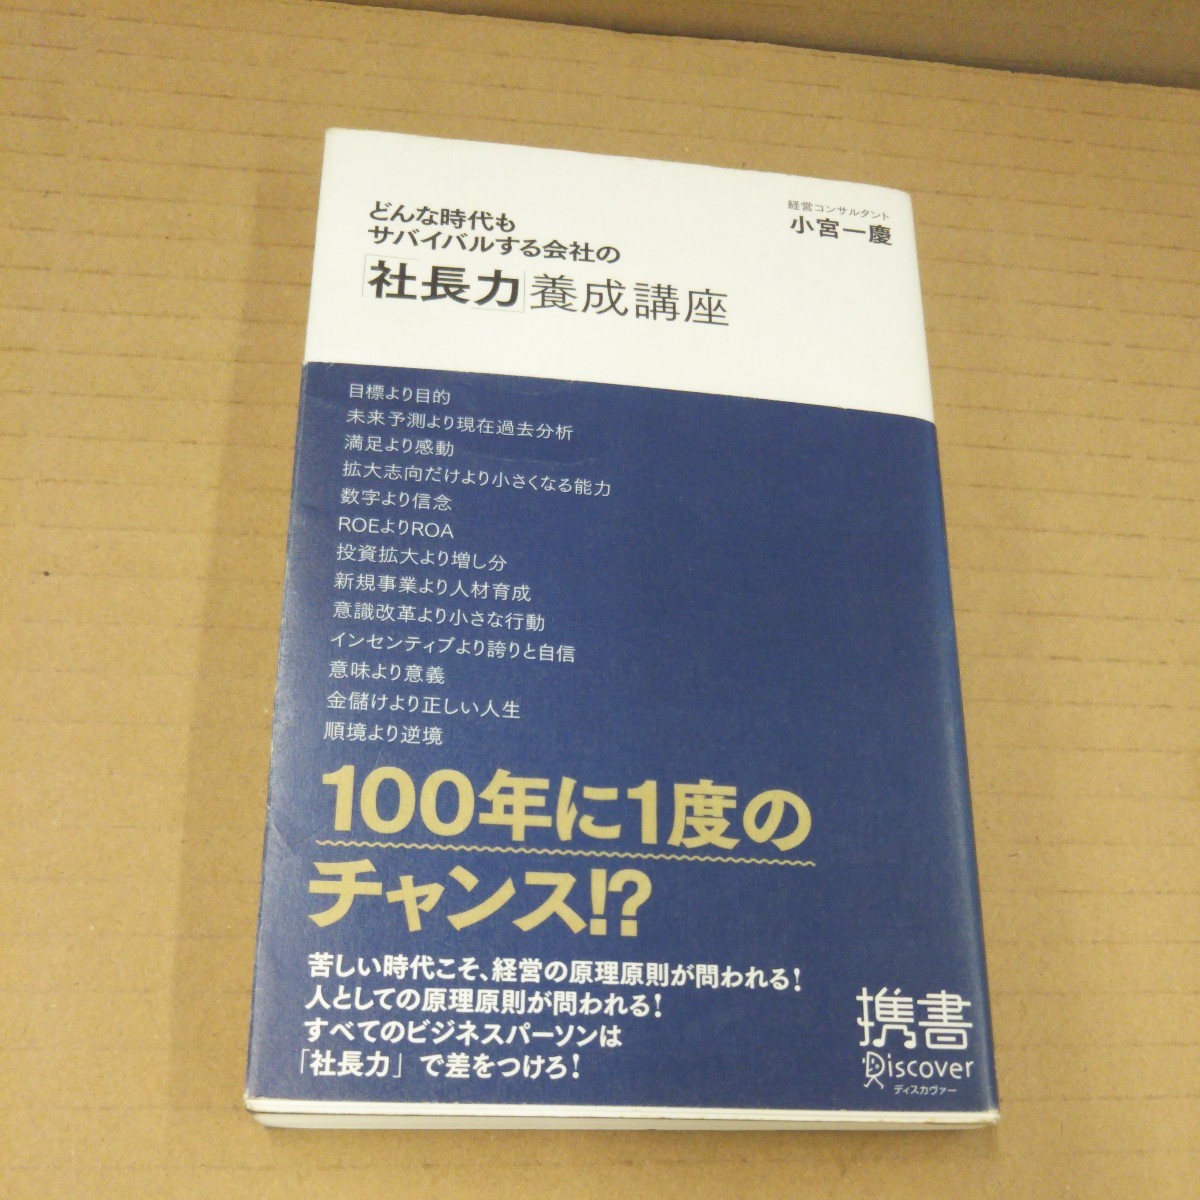 経営コンサルタント
小宮一慶
どんな時代も
サバイバルする会社の
「社長力」養成講座
目標より目的
未来予測より現在過去分析
満足より感動
拡大志向だけより小さくなる能力
数字より信念
ROEよりROA
投資拡大より増し分
新規事業より人材育成
意識改革より小さな行動
インセンティブより誇りと自信
意味より意義
金儲けより正しい人生
順境より逆境
100年に1度の
チャンス!?
苦しい時代こそ、経営の原理原則が問われる!
人としての原理原則が問われる!
すべてのビジネスパーソンは
「社長力」で差をつけろ!
携書
Discover
ディスカヴァー